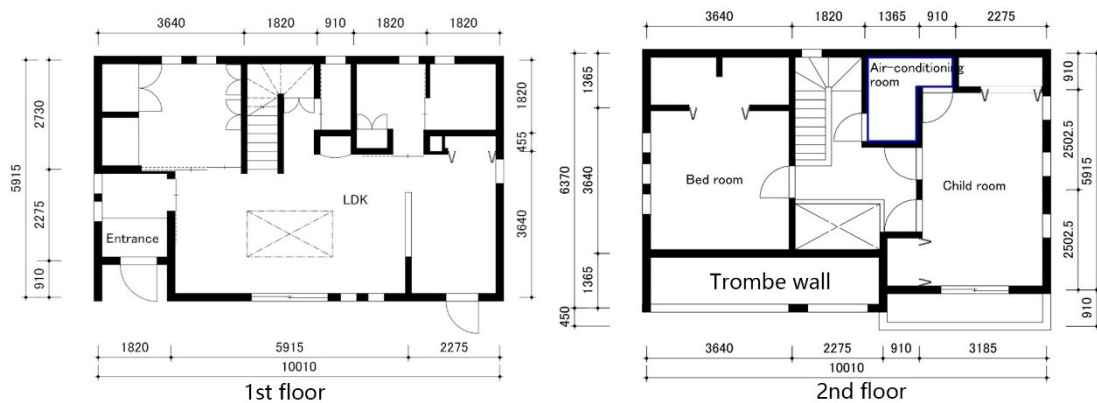 3640 1820 910 1820 1820
2730
5915
2275
910
LDK
Entrance
1820
455
3640
1820 5915 2275
10010
1st floor
3640 1820 1365 910 2275
1365
6370
3640
1365
450
Air-conditioning
room
Bed room
Child room
Trombe wall
910
2502.5
5915
2502.5
910
3640 2275 910 3185
10010
2nd floor